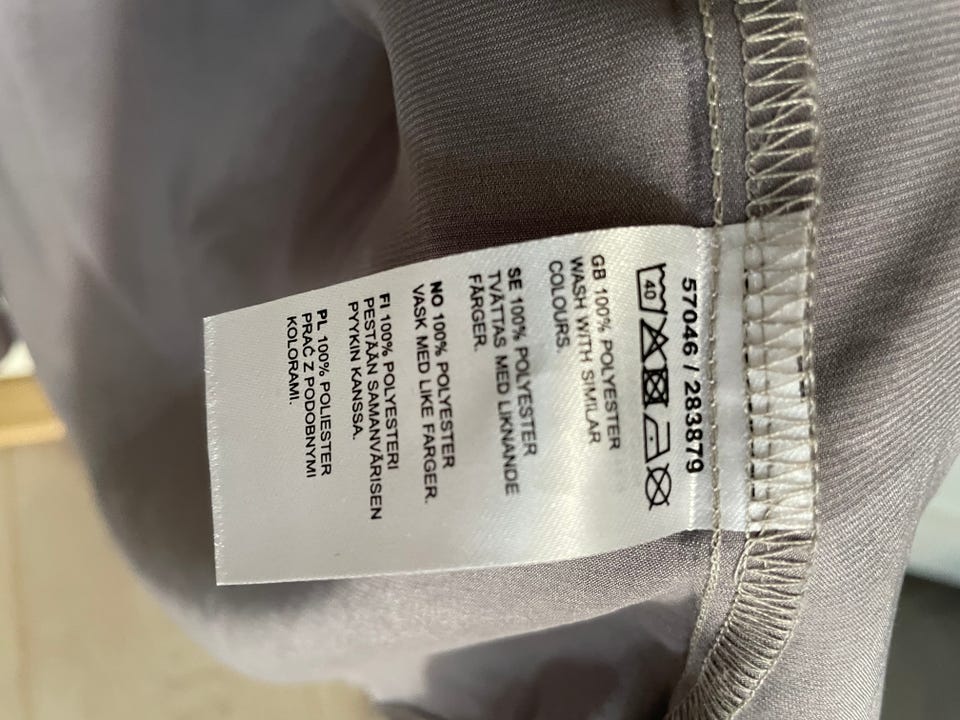 57046 / 283879
40
GB 100% POLYESTER
WASH WITH SIMILAR
COLOURS.
SE 100% POLYESTER
TVÄTTAS MED LIKNANDE
FÄRGER.
NO 100% POLYESTER
VASK MED LIKE FARGER.
FI 100% POLYESTERI
PESTÄÄN SAMANVÄRISEN
PYYKIN KANSSA.
PL 100% POLIESTER
PRAĆ Z PODOBNYMI
KOLORAMI.